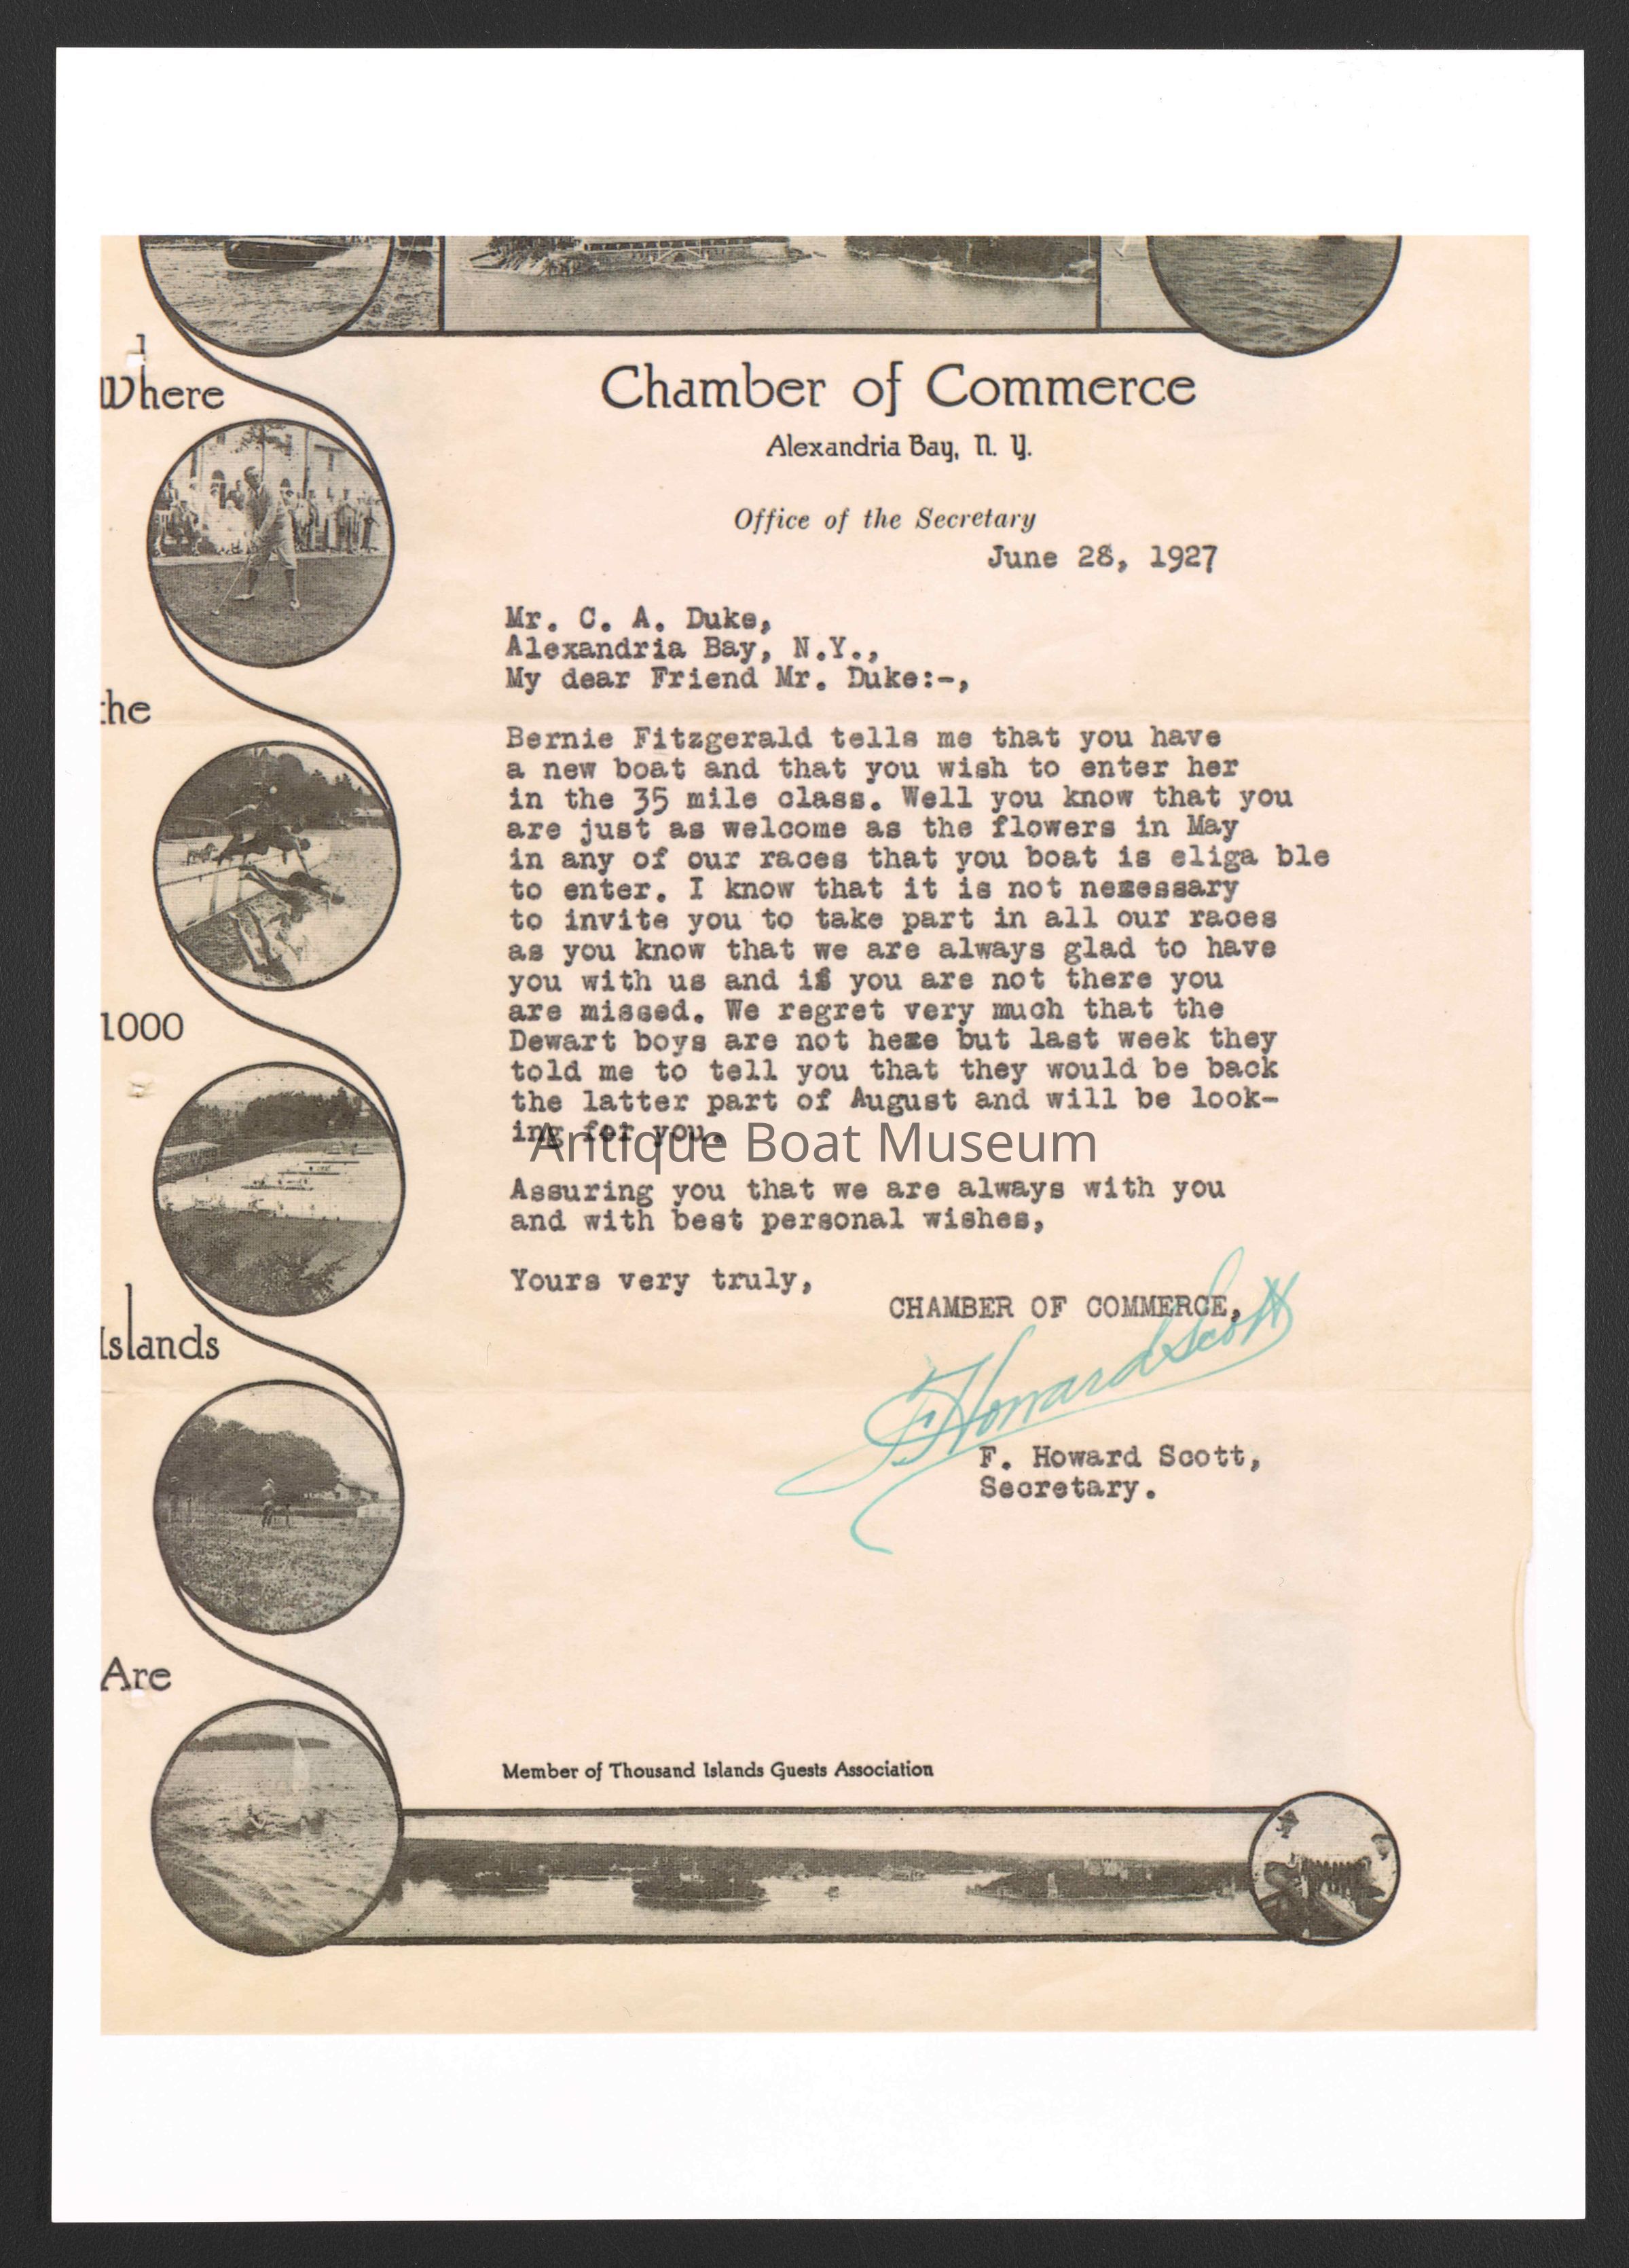 Where
the
1000
Islands
Are
Chamber of Commerce
Alexandria Bay, N. Y.
Office of the Secretary
June 28, 1927
Mr. C. A. Duke,
Alexandria Bay, N.Y.,
My dear Friend Mr. Duke:-,
Bernie Fitzgerald tells me that you have
a new boat and that you wish to enter her
in the 35 mile class. Well you know that you
are just as welcome as the flowers in May
in any of our races that you boat is eliga ble
to enter. I know that it is not necessary
to invite you to take part in all our races
as you know that we are always glad to have
you with us and if you are not there you
are missed. We regret very much that the
Dewart boys are not here but last week they
told me to tell you that they would be back
the latter part of August and will be look-
ing for you.
Antique Boat Museum
Assuring you that we are always with you
and with best personal wishes,
Yours very truly,
CHAMBER OF COMMERCE,
F Howard Scott
F. Howard Scott,
Secretary.
Member of Thousand Islands Guests Association